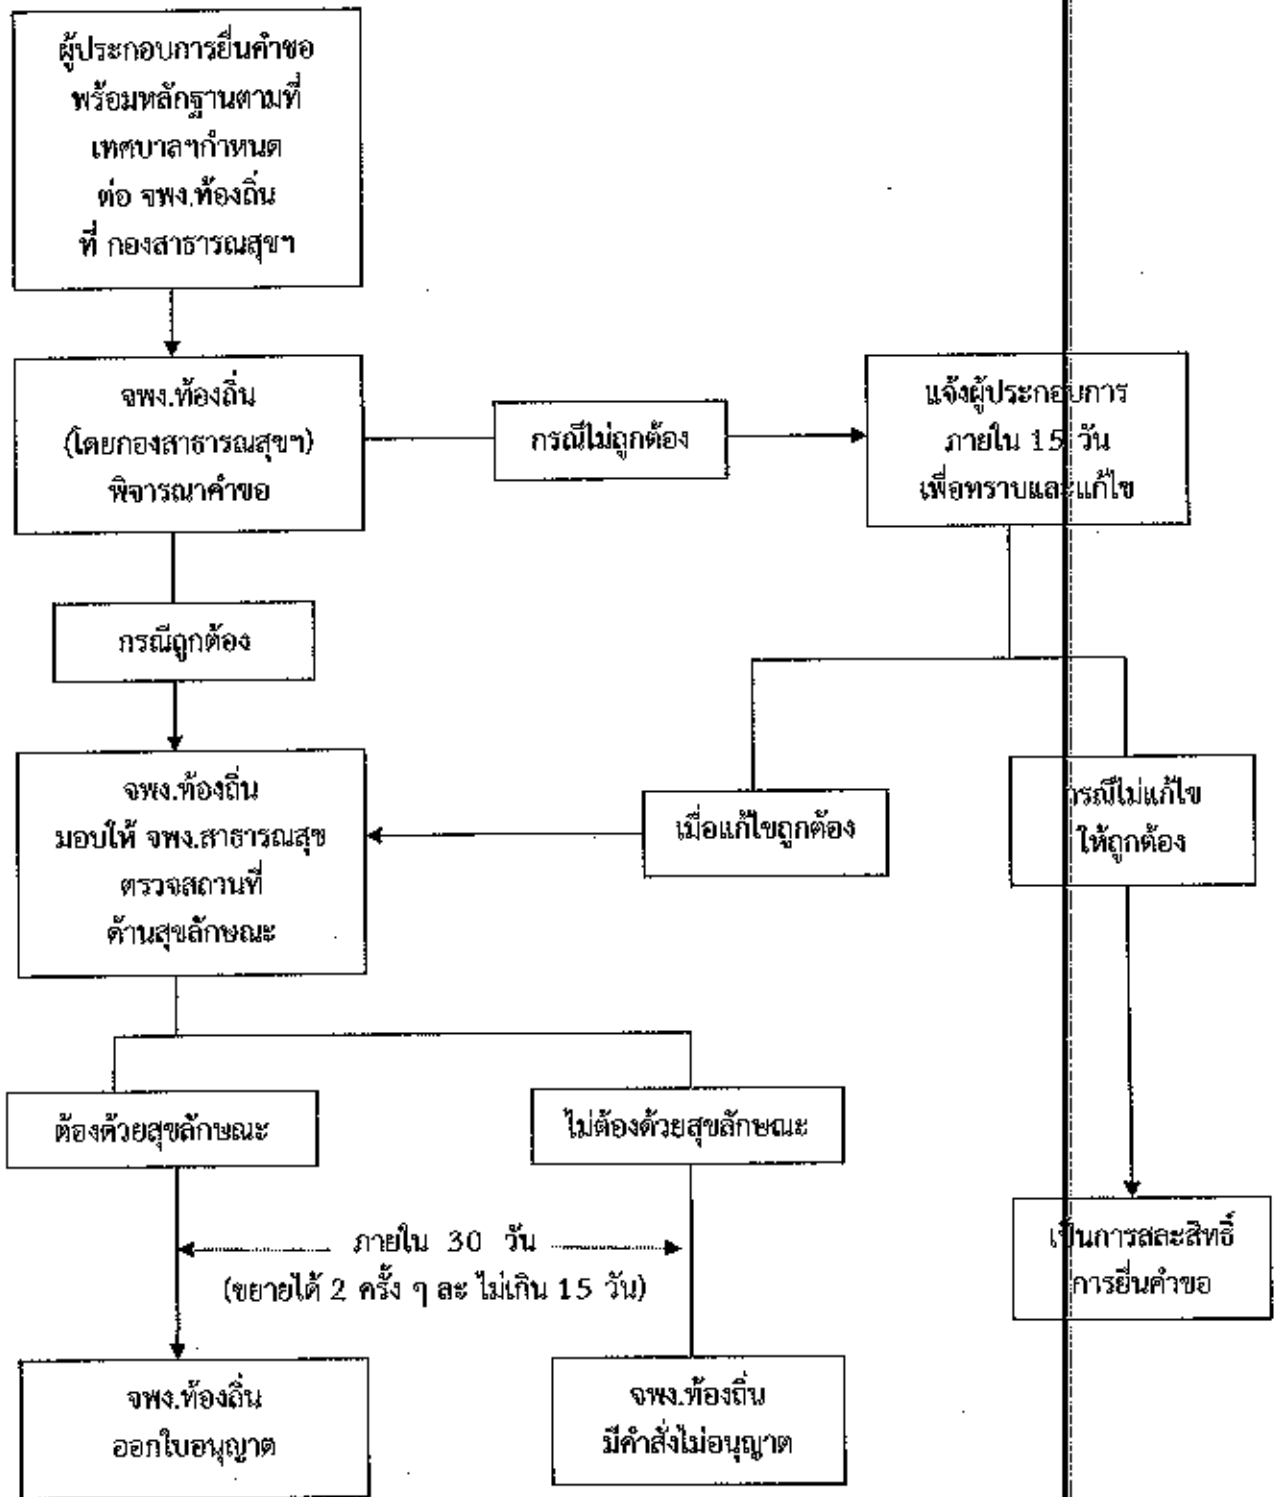 ผู้ประกอบการยื่นคำขอ
พร้อมหลักฐานตามที่
เทศบาลฯกำหนด
ต่อ จพง.ท้องถิ่น
ที่ กองสาธารณสุขฯ
จพง.ท้องถิ่น
(โดยกองสาธารณสุขฯ)
พิจารณาคำขอ
กรณีไม่ถูกต้อง
แจ้งผู้ประกอบการ
ภายใน 15 วัน
เพื่อทราบและแก้ไข
กรณีถูกต้อง
จพง.ท้องถิ่น
มอบให้ จพง.สาธารณสุข
ตรวจสถานที่
ด้านสุขลักษณะ
เมื่อแก้ไขถูกต้อง
กรณีไม่แก้ไข
ให้ถูกต้อง
ต้องด้วยสุขลักษณะ
ไม่ต้องด้วยสุขลักษณะ
ภายใน 30 วัน
(ขยายได้ 2 ครั้ง ๆ ละ ไม่เกิน 15 วัน)
เป็นการสละสิทธิ์
การยื่นคำขอ
จพง.ท้องถิ่น
ออกใบอนุญาต
จพง.ท้องถิ่น
มีคำสั่งไม่อนุญาต